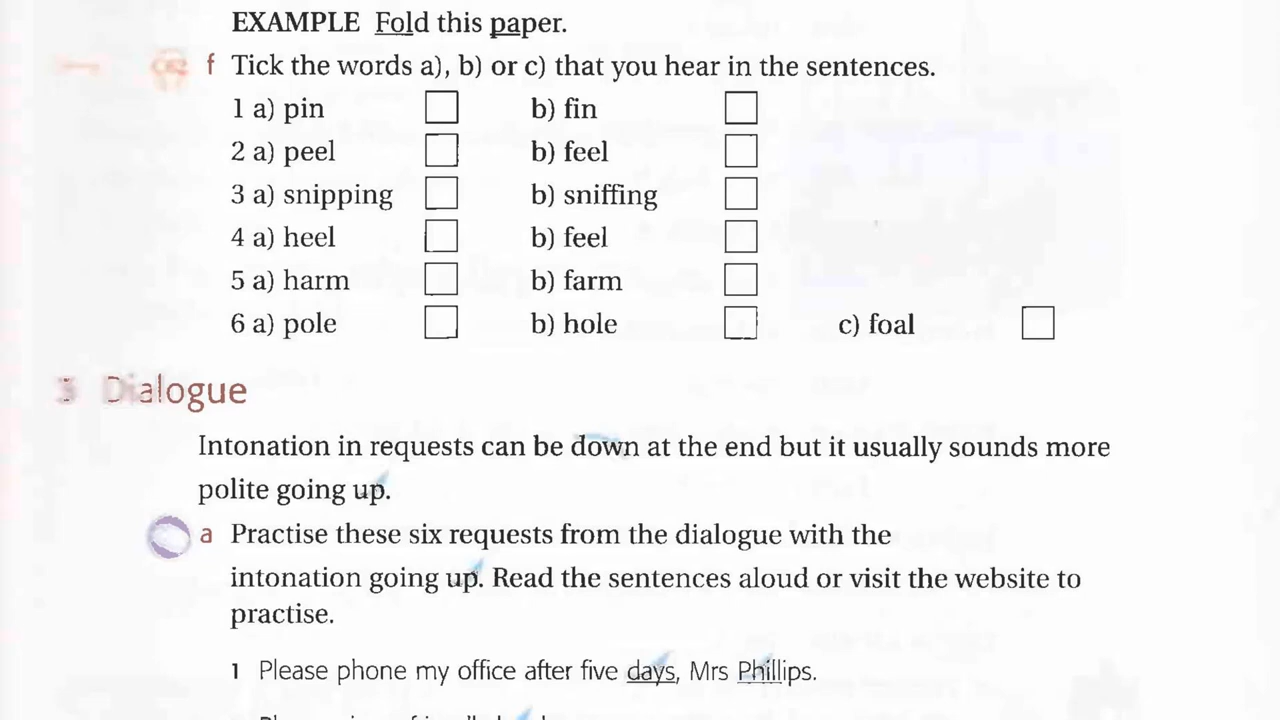 EXAMPLE Fold this paper.
f Tick the words a), b) or c) that you hear in the sentences.
1 a) pin b) fin
2 a) peel b) feel
3 a) snipping b) sniffing
4 a) heel b) feel
5 a) harm b) farm
6 a) pole b) hole c) foal
3 Dialogue
Intonation in requests can be down at the end but it usually sounds more
polite going up.
a Practise these six requests from the dialogue with the
intonation going up. Read the sentences aloud or visit the website to
practise.
1 Please phone my office after five days, Mrs Phillips.